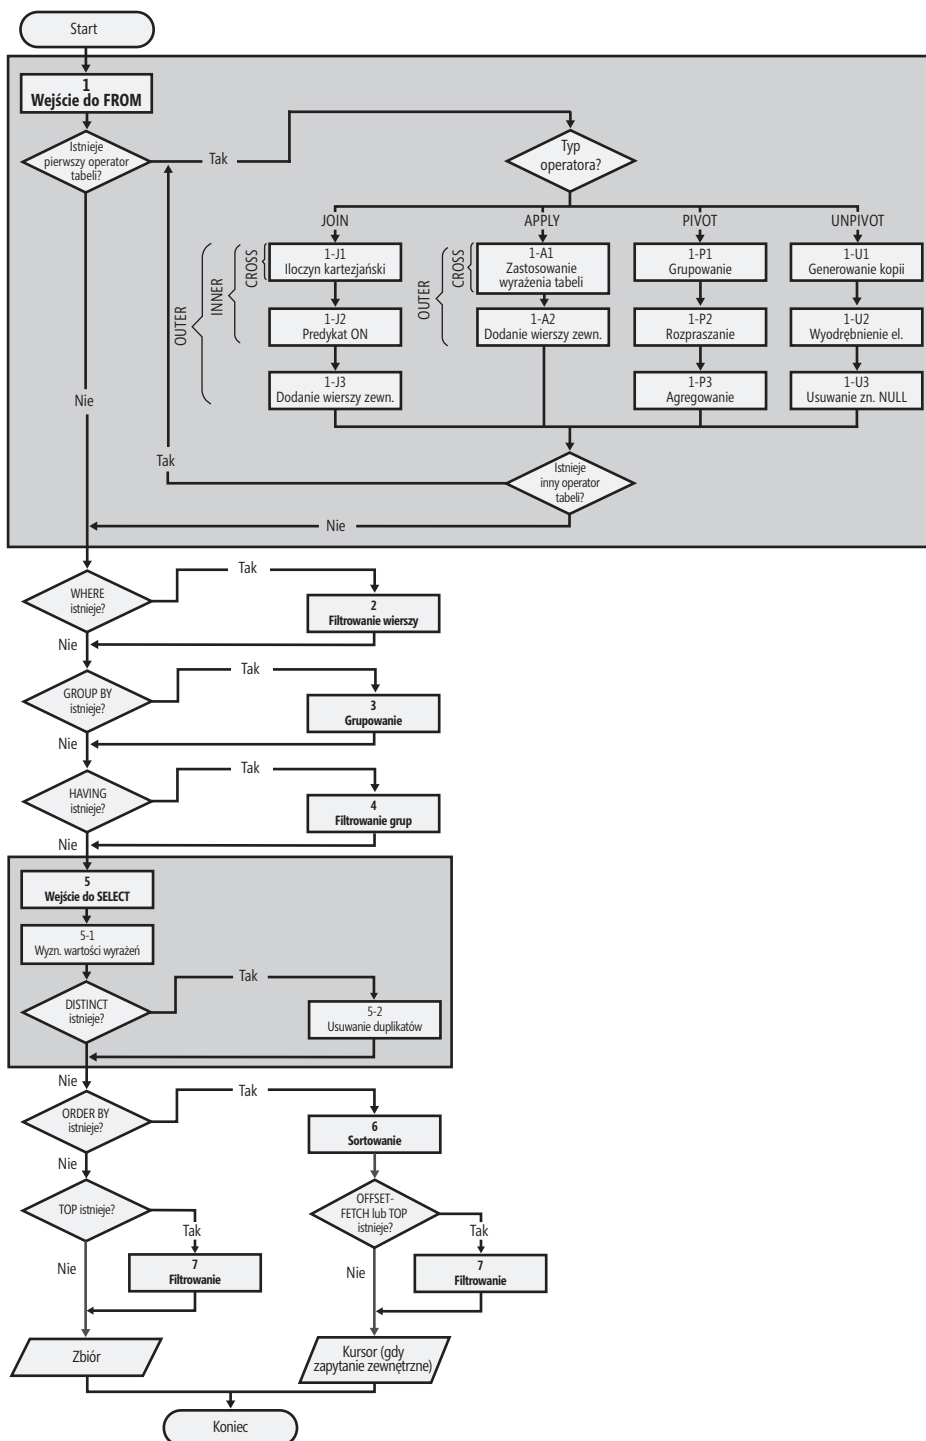 Start
1
Wejście do FROM
Istnieje
pierwszy operator
tabeli?
Tak
Typ
operatora?
JOIN
APPLY
PIVOT
UNPIVOT
OUTER
INNER
CROSS
1-J1
Iloczyn kartezjański
OUTER
CROSS
1-A1
Zastosowanie
wyrażenia tabeli
1-P1
Grupowanie
1-U1
Generowanie kopii
1-J2
Predykat ON
1-A2
Dodanie wierszy zewn.
1-P2
Rozpraszanie
1-U2
Wyodrębnienie el.
1-J3
Dodanie wierszy zewn.
1-P3
Agregowanie
1-U3
Usuwanie zn. NULL
Nie
Tak
Istnieje
inny operator
tabeli?
Nie
WHERE
istnieje?
Tak
2
Filtrowanie wierszy
Nie
GROUP BY
istnieje?
Tak
3
Grupowanie
Nie
HAVING
istnieje?
Tak
4
Filtrowanie grup
Nie
5
Wejście do SELECT
5-1
Wyzn. wartości wyrażeń
DISTINCT
istnieje?
Tak
5-2
Usuwanie duplikatów
Nie
ORDER BY
istnieje?
Tak
6
Sortowanie
Nie
TOP istnieje?
Tak
7
Filtrowanie
Nie
OFFSET-
FETCH lub TOP
istnieje?
Tak
7
Filtrowanie
Nie
Zbiór
Kursor (gdy
zapytanie zewnętrzne)
Koniec